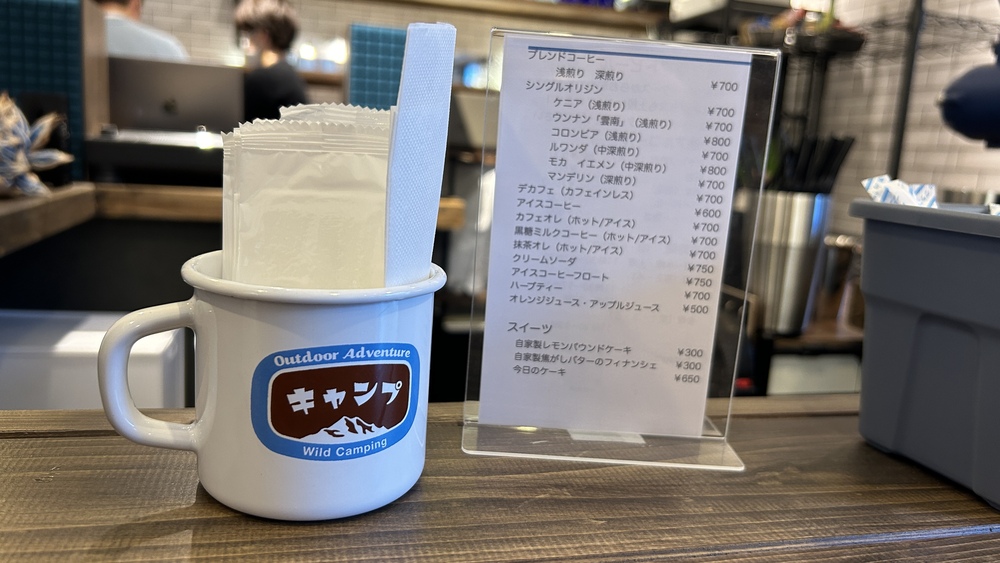 Outdoor Adventure
キャンプ
Wild Camping
ブレンドコーヒー
浅煎り　深煎り ¥700
シングルオリジン
ケニア（浅煎り） ¥700
ウンナン「雲南」（浅煎り） ¥700
コロンビア（浅煎り） ¥800
ルワンダ（中深煎り） ¥700
モカ　イエメン（中深煎り） ¥800
マンデリン（深煎り） ¥700
デカフェ（カフェインレス） ¥700
アイスコーヒー ¥600
カフェオレ（ホット/アイス） ¥700
黒糖ミルクコーヒー（ホット/アイス） ¥700
抹茶オレ（ホット/アイス） ¥700
クリームソーダ ¥750
アイスコーヒーフロート ¥750
ハーブティー ¥700
オレンジジュース・アップルジュース ¥500
スイーツ
自家製レモンパウンドケーキ ¥300
自家製焦がしバターのフィナンシェ ¥300
今日のケーキ ¥650